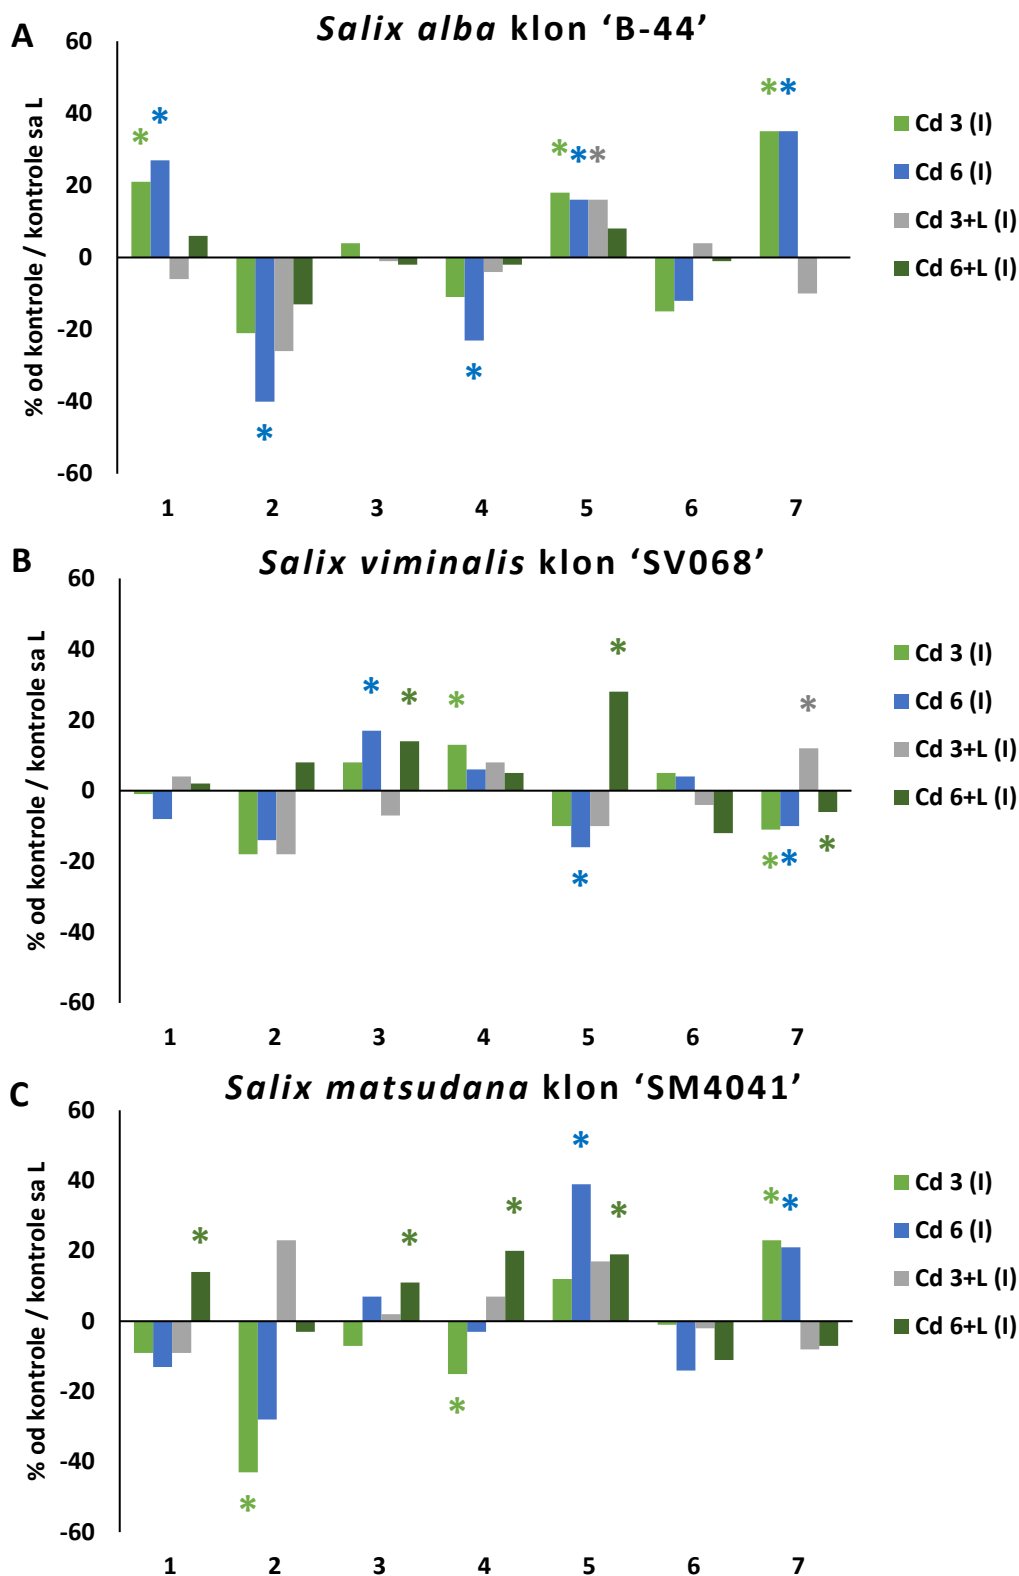 A
Salix alba klon ‘B-44’
% od kontrole / kontrole sa L
60
40
20
0
-20
-40
-60
1 2 3 4 5 6 7
* * * * * * * * * *
Cd 3 (I)
Cd 6 (I)
Cd 3+L (I)
Cd 6+L (I)
B
Salix viminalis klon ‘SV068’
% od kontrole / kontrole sa L
60
40
20
0
-20
-40
-60
1 2 3 4 5 6 7
* * * * * * * * *
Cd 3 (I)
Cd 6 (I)
Cd 3+L (I)
Cd 6+L (I)
C
Salix matsudana klon ‘SM4041’
% od kontrole / kontrole sa L
60
40
20
0
-20
-40
-60
1 2 3 4 5 6 7
* * * * * * * * *
Cd 3 (I)
Cd 6 (I)
Cd 3+L (I)
Cd 6+L (I)